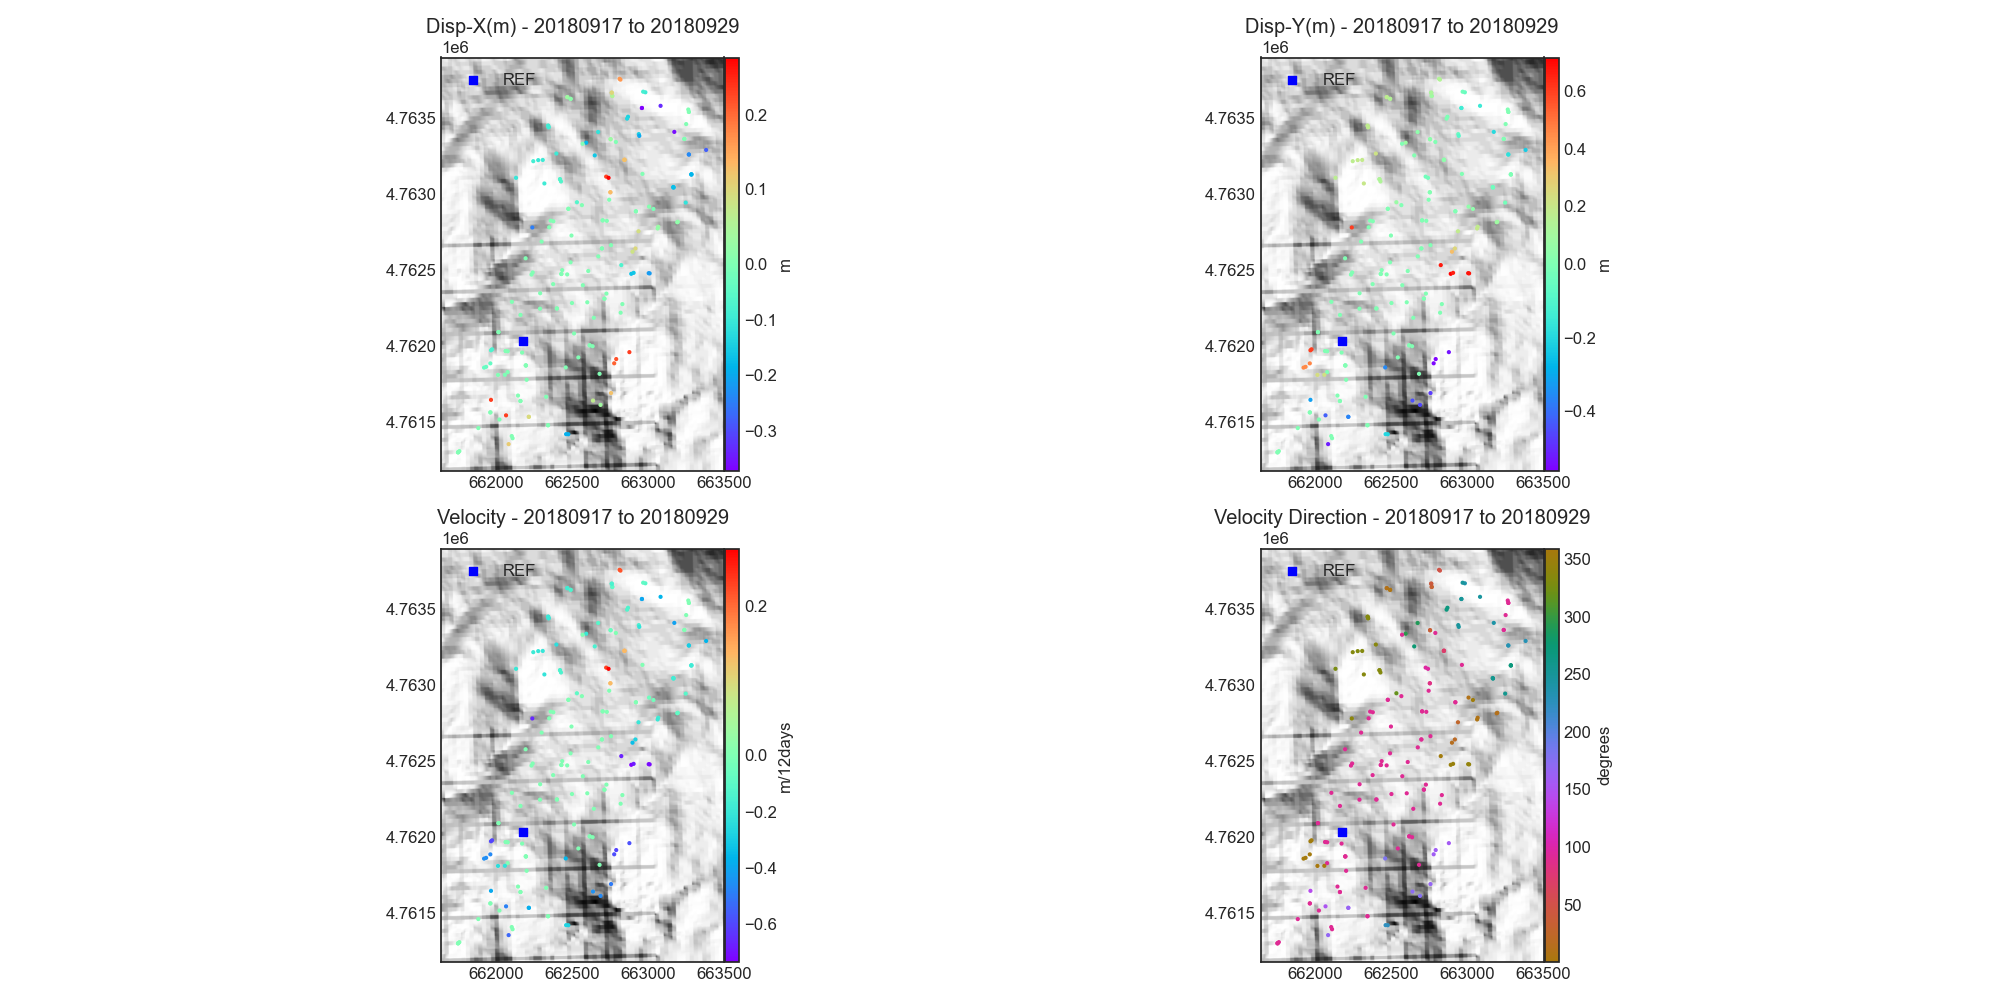 Disp-X(m) - 20180917 to 20180929
1e6
REF
4.7635
4.7630
4.7625
4.7620
4.7615
662000 662500 663000 663500
0.2
0.1
0.0
−0.1
−0.2
−0.3
m
Disp-Y(m) - 20180917 to 20180929
1e6
REF
4.7635
4.7630
4.7625
4.7620
4.7615
662000 662500 663000 663500
0.6
0.4
0.2
0.0
−0.2
−0.4
m
Velocity - 20180917 to 20180929
1e6
REF
4.7635
4.7630
4.7625
4.7620
4.7615
662000 662500 663000 663500
0.2
0.0
−0.2
−0.4
−0.6
m/12days
Velocity Direction - 20180917 to 20180929
1e6
REF
4.7635
4.7630
4.7625
4.7620
4.7615
662000 662500 663000 663500
350
300
250
200
150
100
50
degrees